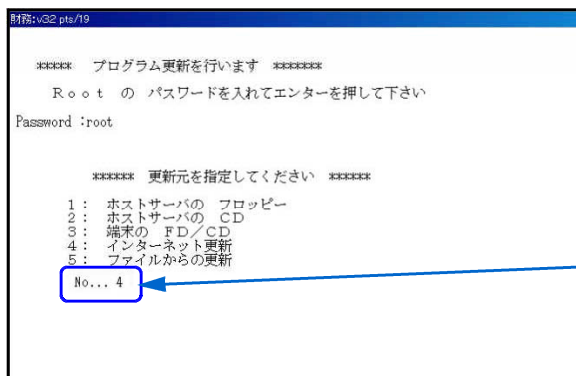 財務:v32 pts/19
***** プログラム更新を行います *******
Ｒｏｏｔ の パスワードを入れてエンターを押して下さい
Password :root
****** 更新元を指定してください ******
1： ホストサーバの フロッピー
2： ホストサーバの CD
3： 端末の FD／CD
4： インターネット更新
5： ファイルからの更新
No... 4